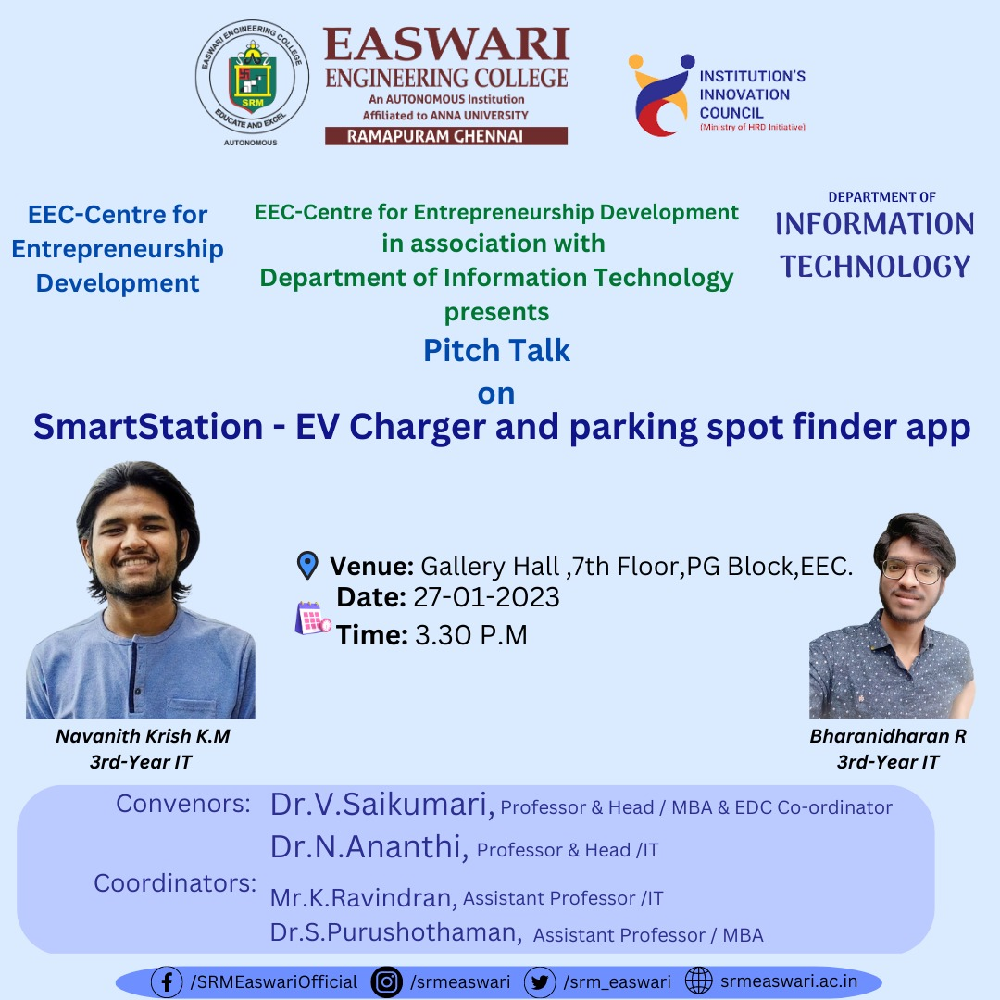 EASWARI ENGINEERING COLLEGE
SRM
EDUCATE AND EXCEL
AUTONOMOUS
EASWARI
ENGINEERING COLLEGE
An AUTONOMOUS Institution
Affiliated to ANNA UNIVERSITY
RAMAPURAM CHENNAI
INSTITUTION'S
INNOVATION
COUNCIL
(Ministry of HRD Initiative)
EEC-Centre for
Entrepreneurship
Development
EEC-Centre for Entrepreneurship Development
in association with
Department of Information Technology
presents
DEPARTMENT OF
INFORMATION
TECHNOLOGY
Pitch Talk
on
SmartStation - EV Charger and parking spot finder app
Venue: Gallery Hall ,7th Floor,PG Block,EEC.
Date: 27-01-2023
Time: 3.30 P.M
Navanith Krish K.M
3rd-Year IT
Bharanidharan R
3rd-Year IT
Convenors: Dr.V.Saikumari, Professor & Head / MBA & EDC Co-ordinator
Dr.N.Ananthi, Professor & Head /IT
Coordinators:
Mr.K.Ravindran, Assistant Professor /IT
Dr.S.Purushothaman, Assistant Professor / MBA
/SRMEaswariOfficial /srmeaswari /srm_easwari srmeaswari.ac.in